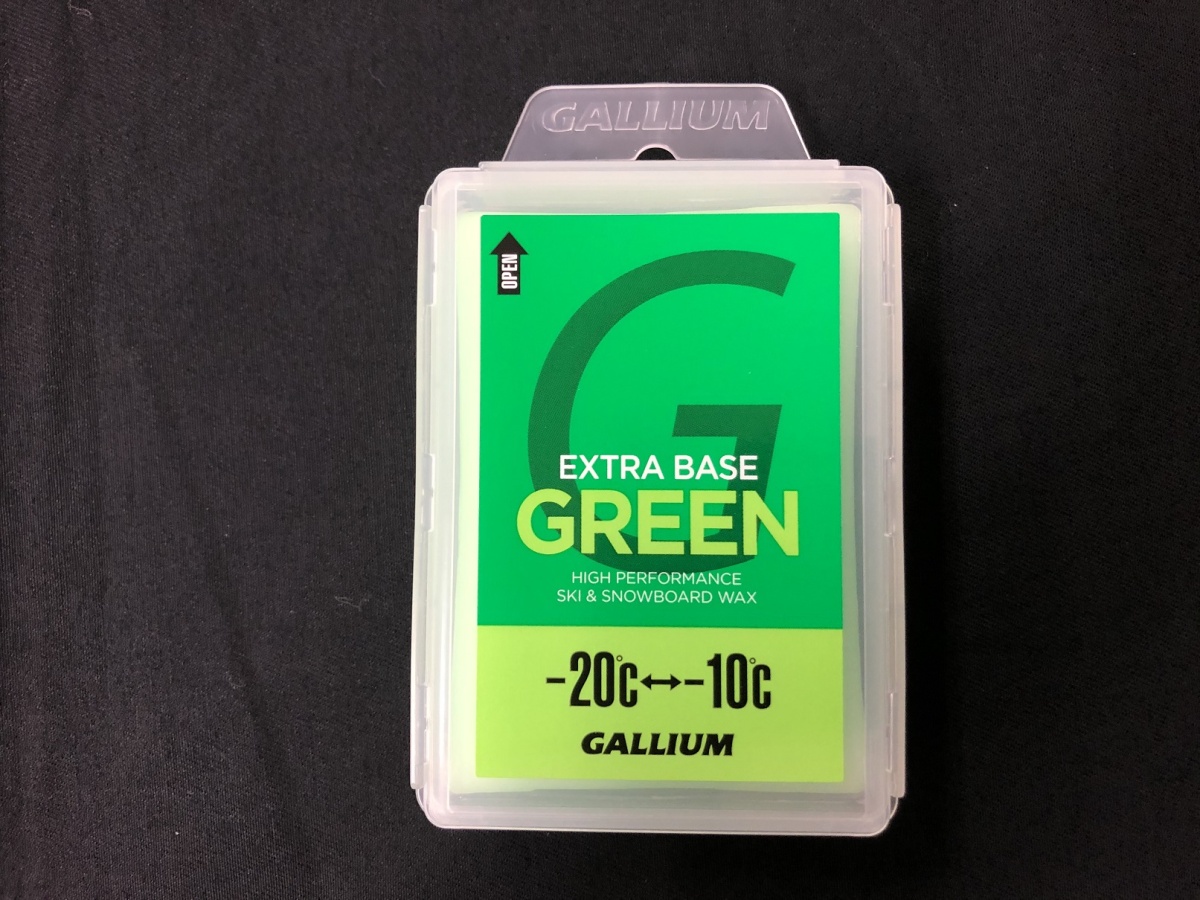 GALLIUM
OPEN
G
EXTRA BASE
GREEN
HIGH PERFORMANCE
SKI & SNOWBOARD WAX
-20℃↔-10℃
GALLIUM